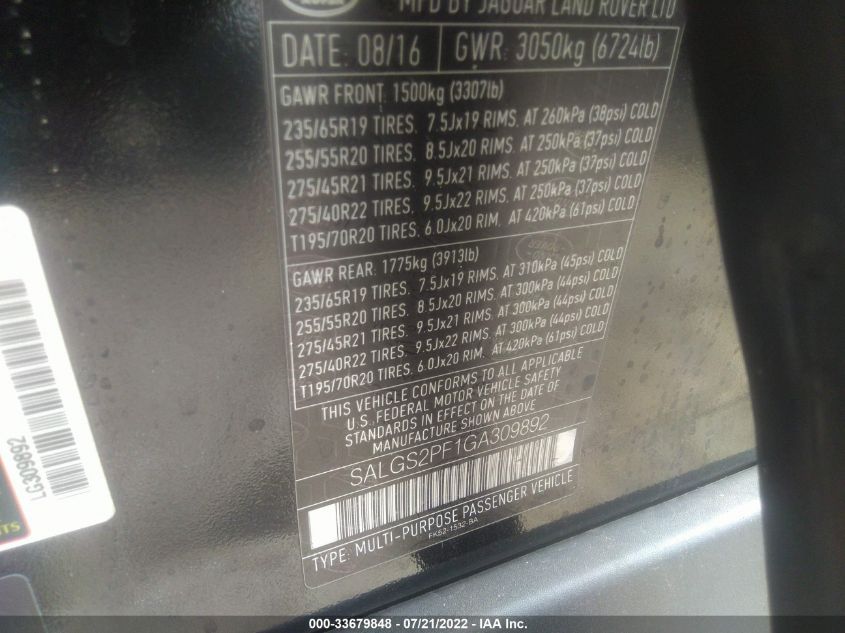 ROVER
MFD BY JAGUAR LAND ROVER LTD
DATE: 08/16 GWR: 3050kg (6724lb)
GAWR FRONT: 1500kg (3307lb)
235/65R19 TIRES. 7.5Jx19 RIMS. AT 260kPa (38psi) COLD
255/55R20 TIRES. 8.5Jx20 RIMS. AT 250kPa (37psi) COLD
275/45R21 TIRES. 9.5Jx21 RIMS. AT 250kPa (37psi) COLD
275/40R22 TIRES. 9.5Jx22 RIMS. AT 250kPa (37psi) COLD
T195/70R20 TIRES. 6.0Jx20 RIM. AT 420kPa (61psi) COLD
GAWR REAR: 1775kg (3913lb)
235/65R19 TIRES. 7.5Jx19 RIMS. AT 310kPa (45psi) COLD
255/55R20 TIRES. 8.5Jx20 RIMS. AT 300kPa (44psi) COLD
275/45R21 TIRES. 9.5Jx21 RIMS. AT 300kPa (44psi) COLD
275/40R22 TIRES. 9.5Jx22 RIMS. AT 300kPa (44psi) COLD
T195/70R20 TIRES. 6.0Jx20 RIM. AT 420kPa (61psi) COLD
THIS VEHICLE CONFORMS TO ALL APPLICABLE
U.S. FEDERAL MOTOR VEHICLE SAFETY
STANDARDS IN EFFECT ON THE DATE OF
MANUFACTURE SHOWN ABOVE
SALGS2PF1GA309892
TYPE: MULTI-PURPOSE PASSENGER VEHICLE
FK52-1532-BA
LG309892
000-33679848 - 07/21/2022 - IAAI - Copyright, IAA, Inc.